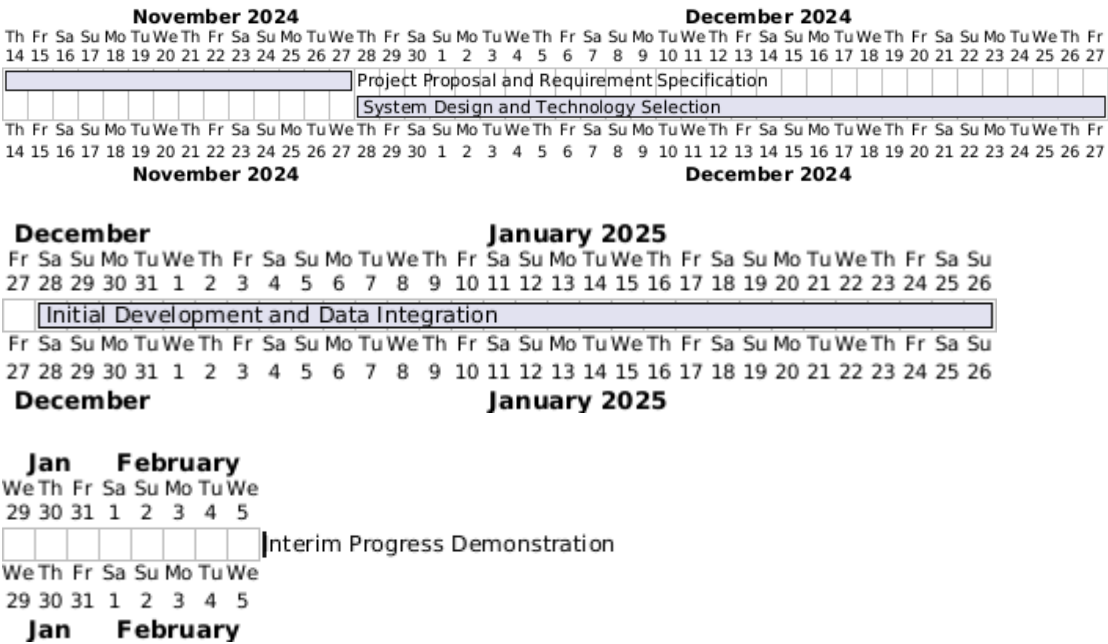 November 2024 December 2024
Th Fr Sa Su Mo Tu We Th Fr Sa Su Mo Tu We Th Fr Sa Su Mo Tu We Th Fr Sa Su Mo Tu We Th Fr Sa Su Mo Tu We Th Fr Sa Su Mo Tu We Th Fr
14 15 16 17 18 19 20 21 22 23 24 25 26 27 28 29 30 1 2 3 4 5 6 7 8 9 10 11 12 13 14 15 16 17 18 19 20 21 22 23 24 25 26 27
Project Proposal and Requirement Specification
System Design and Technology Selection
Th Fr Sa Su Mo Tu We Th Fr Sa Su Mo Tu We Th Fr Sa Su Mo Tu We Th Fr Sa Su Mo Tu We Th Fr Sa Su Mo Tu We Th Fr Sa Su Mo Tu We Th Fr
14 15 16 17 18 19 20 21 22 23 24 25 26 27 28 29 30 1 2 3 4 5 6 7 8 9 10 11 12 13 14 15 16 17 18 19 20 21 22 23 24 25 26 27
November 2024 December 2024
December January 2025
Fr Sa Su Mo Tu We Th Fr Sa Su Mo Tu We Th Fr Sa Su Mo Tu We Th Fr Sa Su Mo Tu We Th Fr Sa Su
27 28 29 30 31 1 2 3 4 5 6 7 8 9 10 11 12 13 14 15 16 17 18 19 20 21 22 23 24 25 26
Initial Development and Data Integration
Fr Sa Su Mo Tu We Th Fr Sa Su Mo Tu We Th Fr Sa Su Mo Tu We Th Fr Sa Su Mo Tu We Th Fr Sa Su
27 28 29 30 31 1 2 3 4 5 6 7 8 9 10 11 12 13 14 15 16 17 18 19 20 21 22 23 24 25 26
December January 2025
Jan February
We Th Fr Sa Su Mo Tu We
29 30 31 1 2 3 4 5
Interim Progress Demonstration
We Th Fr Sa Su Mo Tu We
29 30 31 1 2 3 4 5
Jan February